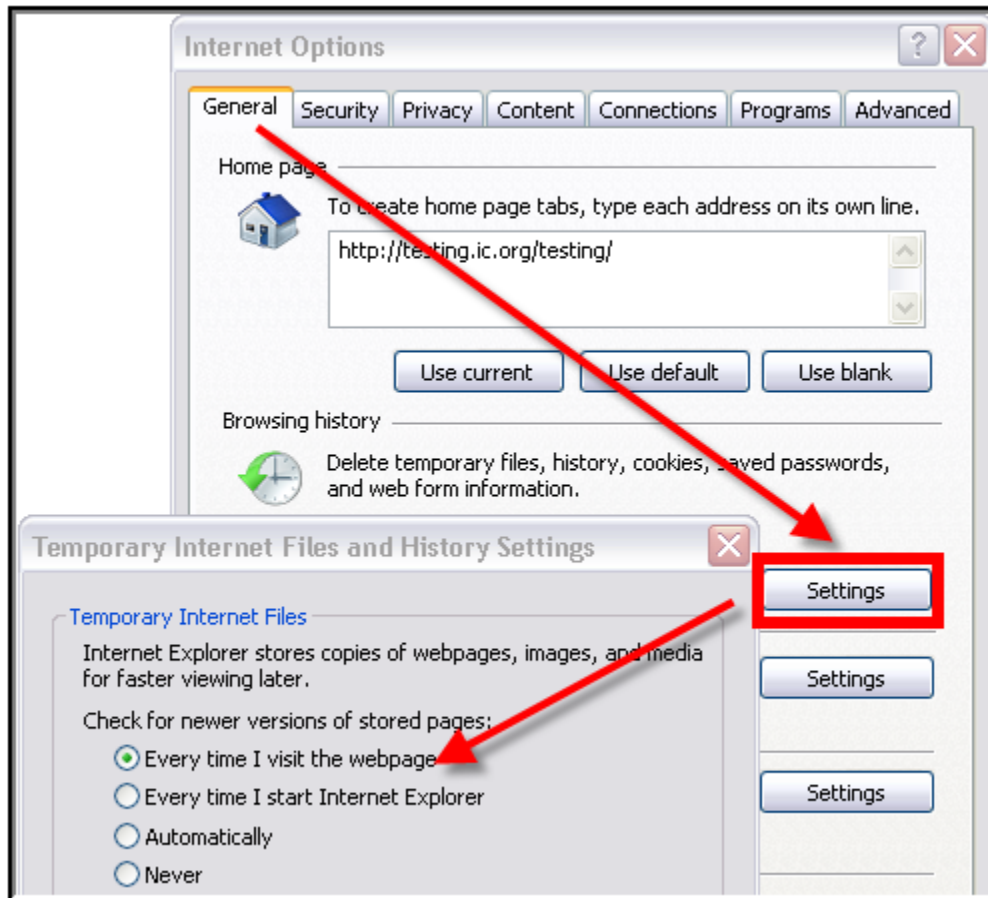 Internet Options
General Security Privacy Content Connections Programs Advanced
Home page
To create home page tabs, type each address on its own line.
http://testing.ic.org/testing/
Use current Use default Use blank
Browsing history
Delete temporary files, history, cookies, saved passwords,
and web form information.
Temporary Internet Files and History Settings
Settings
Temporary Internet Files
Internet Explorer stores copies of webpages, images, and media
for faster viewing later.
Settings
Check for newer versions of stored pages:
Every time I visit the webpage
Every time I start Internet Explorer
Settings
Automatically
Never